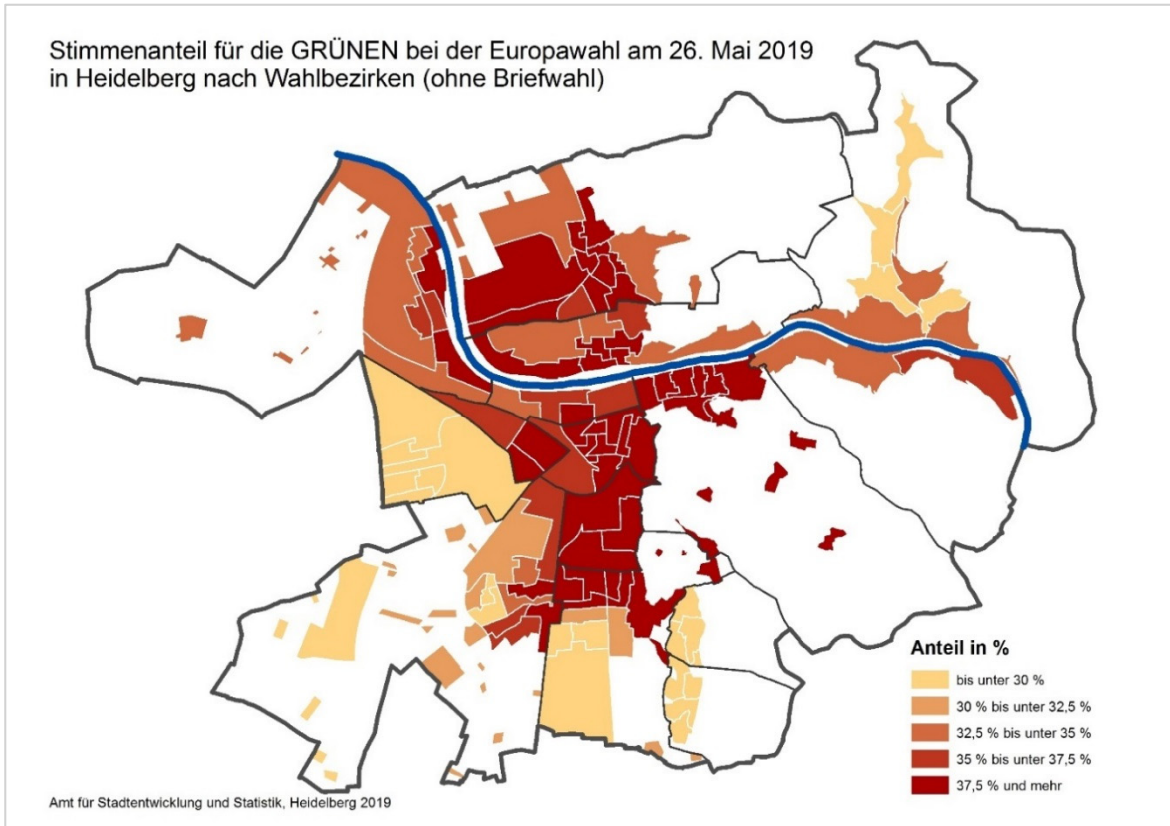 Stimmenanteil für die GRÜNEN bei der Europawahl am 26. Mai 2019
in Heidelberg nach Wahlbezirken (ohne Briefwahl)
Anteil in %
bis unter 30 %
30 % bis unter 32,5 %
32,5 % bis unter 35 %
35 % bis unter 37,5 %
37,5 % und mehr
Amt für Stadtentwicklung und Statistik, Heidelberg 2019